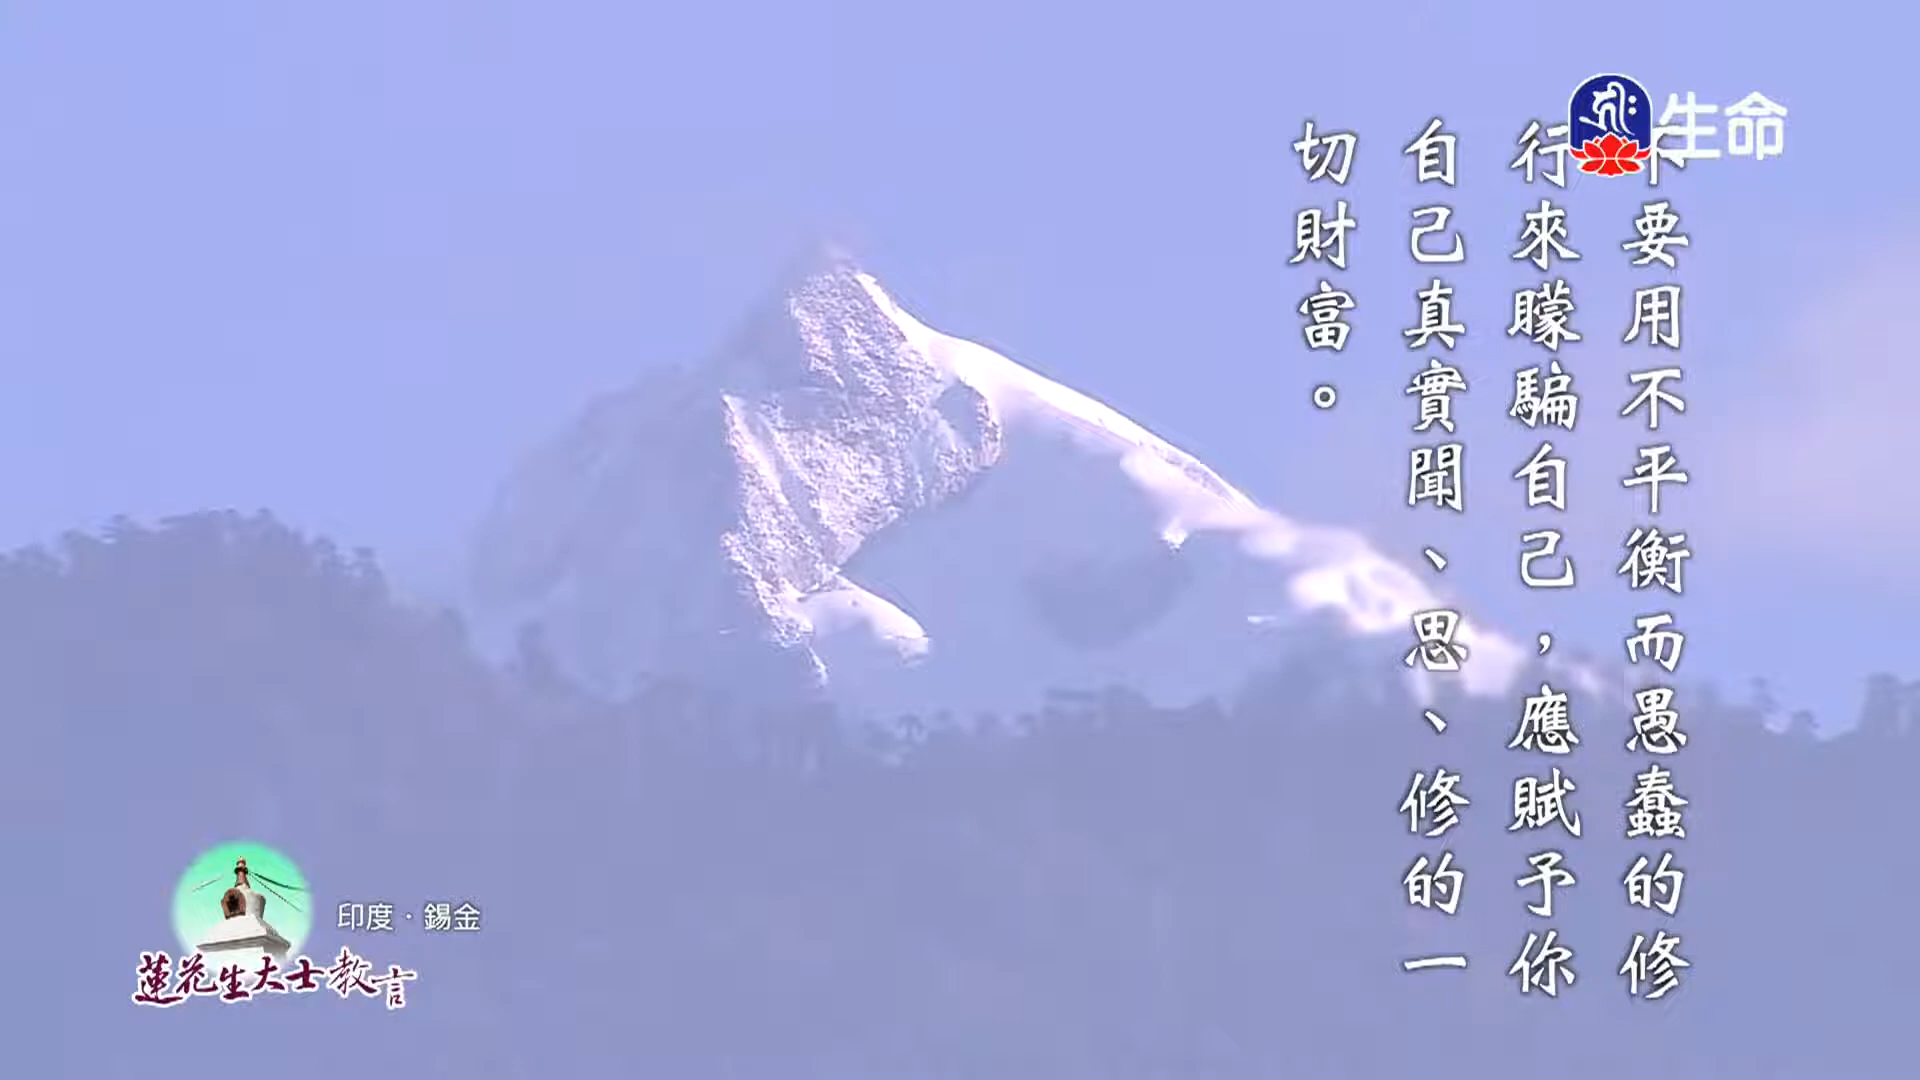 不要用不平衡而愚蠢的修
行來矇騙自己，應賦予你
自己真實聞、思、修的一
切財富。
生命
印度・錫金
蓮花生大士教言